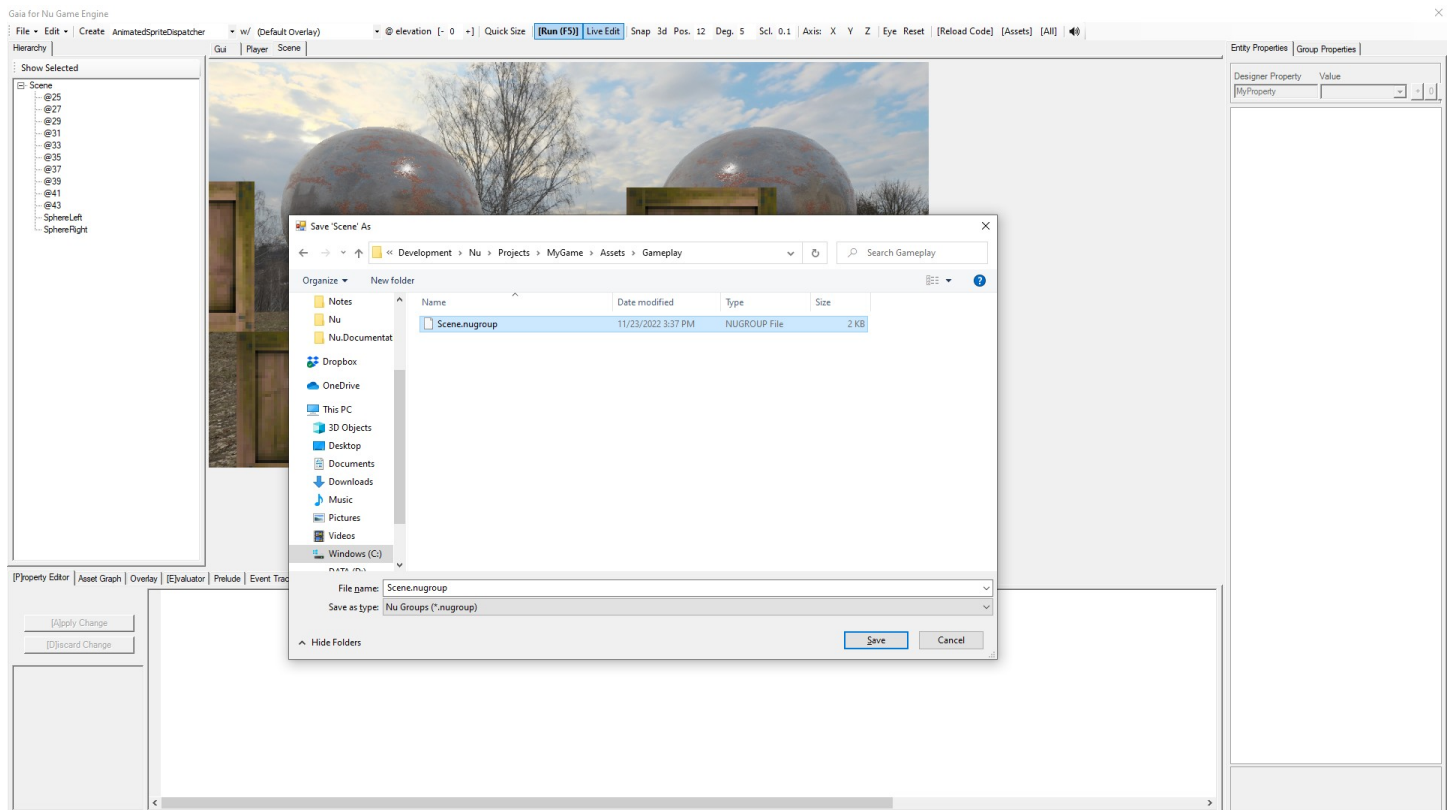 Gaia for Nu Game Engine
File Edit Create AnimatedSpriteDispatcher w/ (Default Overlay) @ elevation [- 0 +] Quick Size [Run (F5)] Live Edit Snap 3d Pos. 12 Deg. 5 Scl. 0.1 Axis: X Y Z Eye Reset [Reload Code] [Assets] [All]
Hierarchy
Gui Player Scene
Entity Properties Group Properties
Show Selected
Designer Property Value
MyProperty + 0
Scene
@25
@27
@29
@31
@33
@35
@37
@39
@41
@43
SphereLeft
SphereRight
Save 'Scene' As
« Development > Nu > Projects > MyGame > Assets > Gameplay
Search Gameplay
Organize New folder
Name Date modified Type Size
Scene.nugroup 11/23/2022 3:37 PM NUGROUP File 2 KB
Notes
Nu
Nu.Documentat
Dropbox
OneDrive
This PC
3D Objects
Desktop
Documents
Downloads
Music
Pictures
Videos
Windows (C:)
File name: Scene.nugroup
Save as type: Nu Groups (*.nugroup)
Hide Folders
Save Cancel
[P]roperty Editor Asset Graph Overlay [E]valuator Prelude Event Trac
[A]pply Change
[D]iscard Change